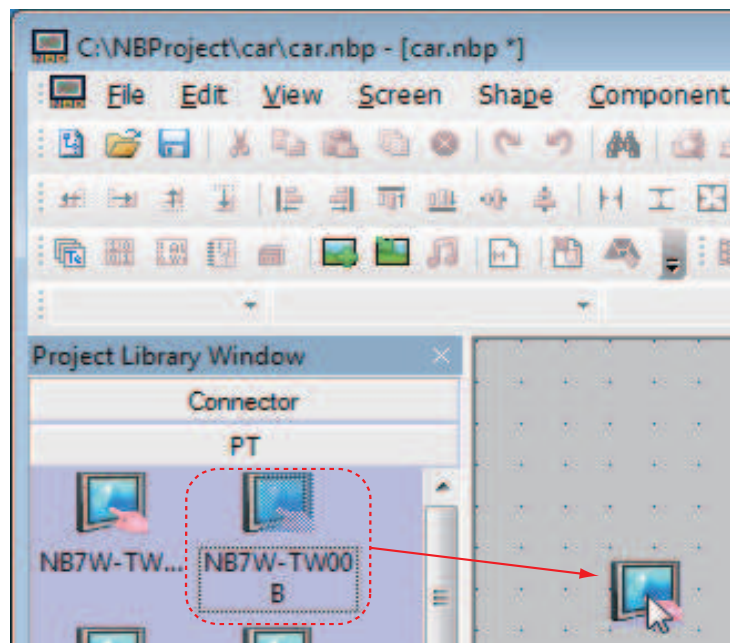 C:\NBProject\car\car.nbp - [car.nbp *]
File Edit View Screen Shape Component
Project Library Window
Connector
PT
NB7W-TW... NB7W-TW00
B